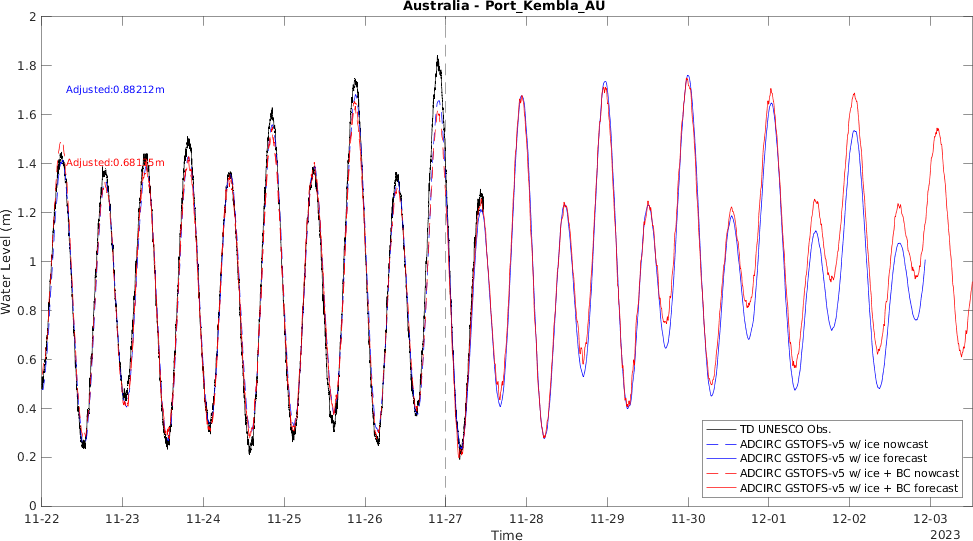 Australia - Port_Kembla_AU
2
1.8
1.6
1.4
1.2
1
0.8
0.6
0.4
0.2
0
Water Level (m)
Adjusted:0.88212m
TD UNESCO Obs.
ADCIRC GSTOFS-v5 w/ ice nowcast
ADCIRC GSTOFS-v5 w/ ice forecast
ADCIRC GSTOFS-v5 w/ ice + BC nowcast
ADCIRC GSTOFS-v5 w/ ice + BC forecast
11-22 11-23 11-24 11-25 11-26 11-27 11-28 11-29 11-30 12-01 12-02 12-03
Time
2023